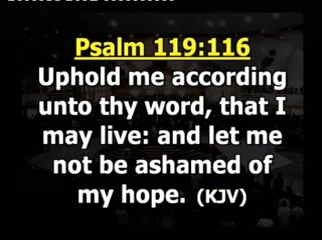 Psalm 119:116
Uphold me according
unto thy word, that I
may live: and let me
not be ashamed of
my hope. (KJV)